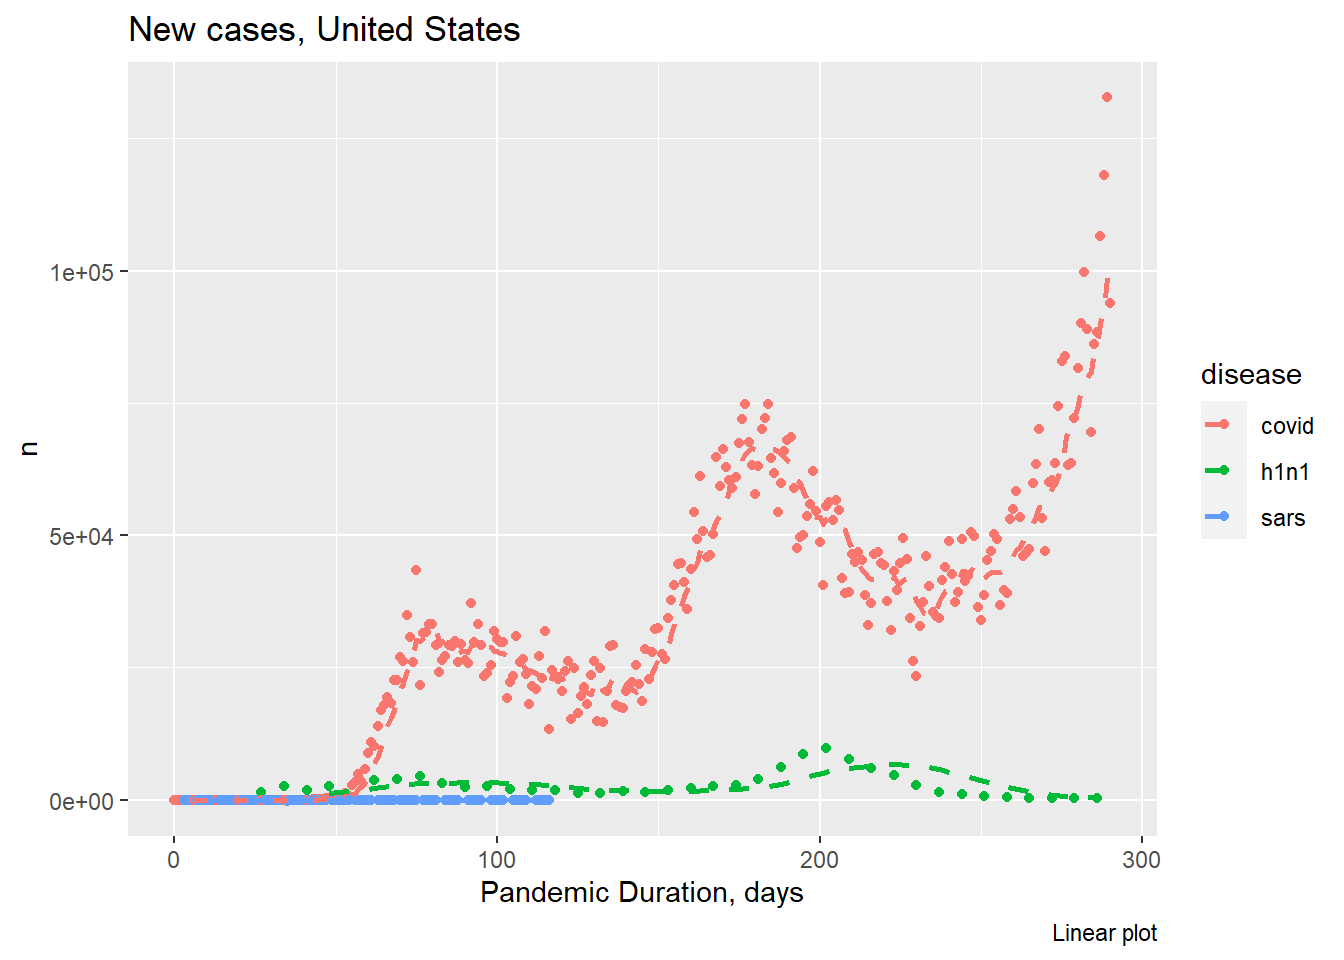 New cases, United States
1e+05
5e+04
0e+00
n
0 100 200 300
Pandemic Duration, days
disease
covid
h1n1
sars
Linear plot